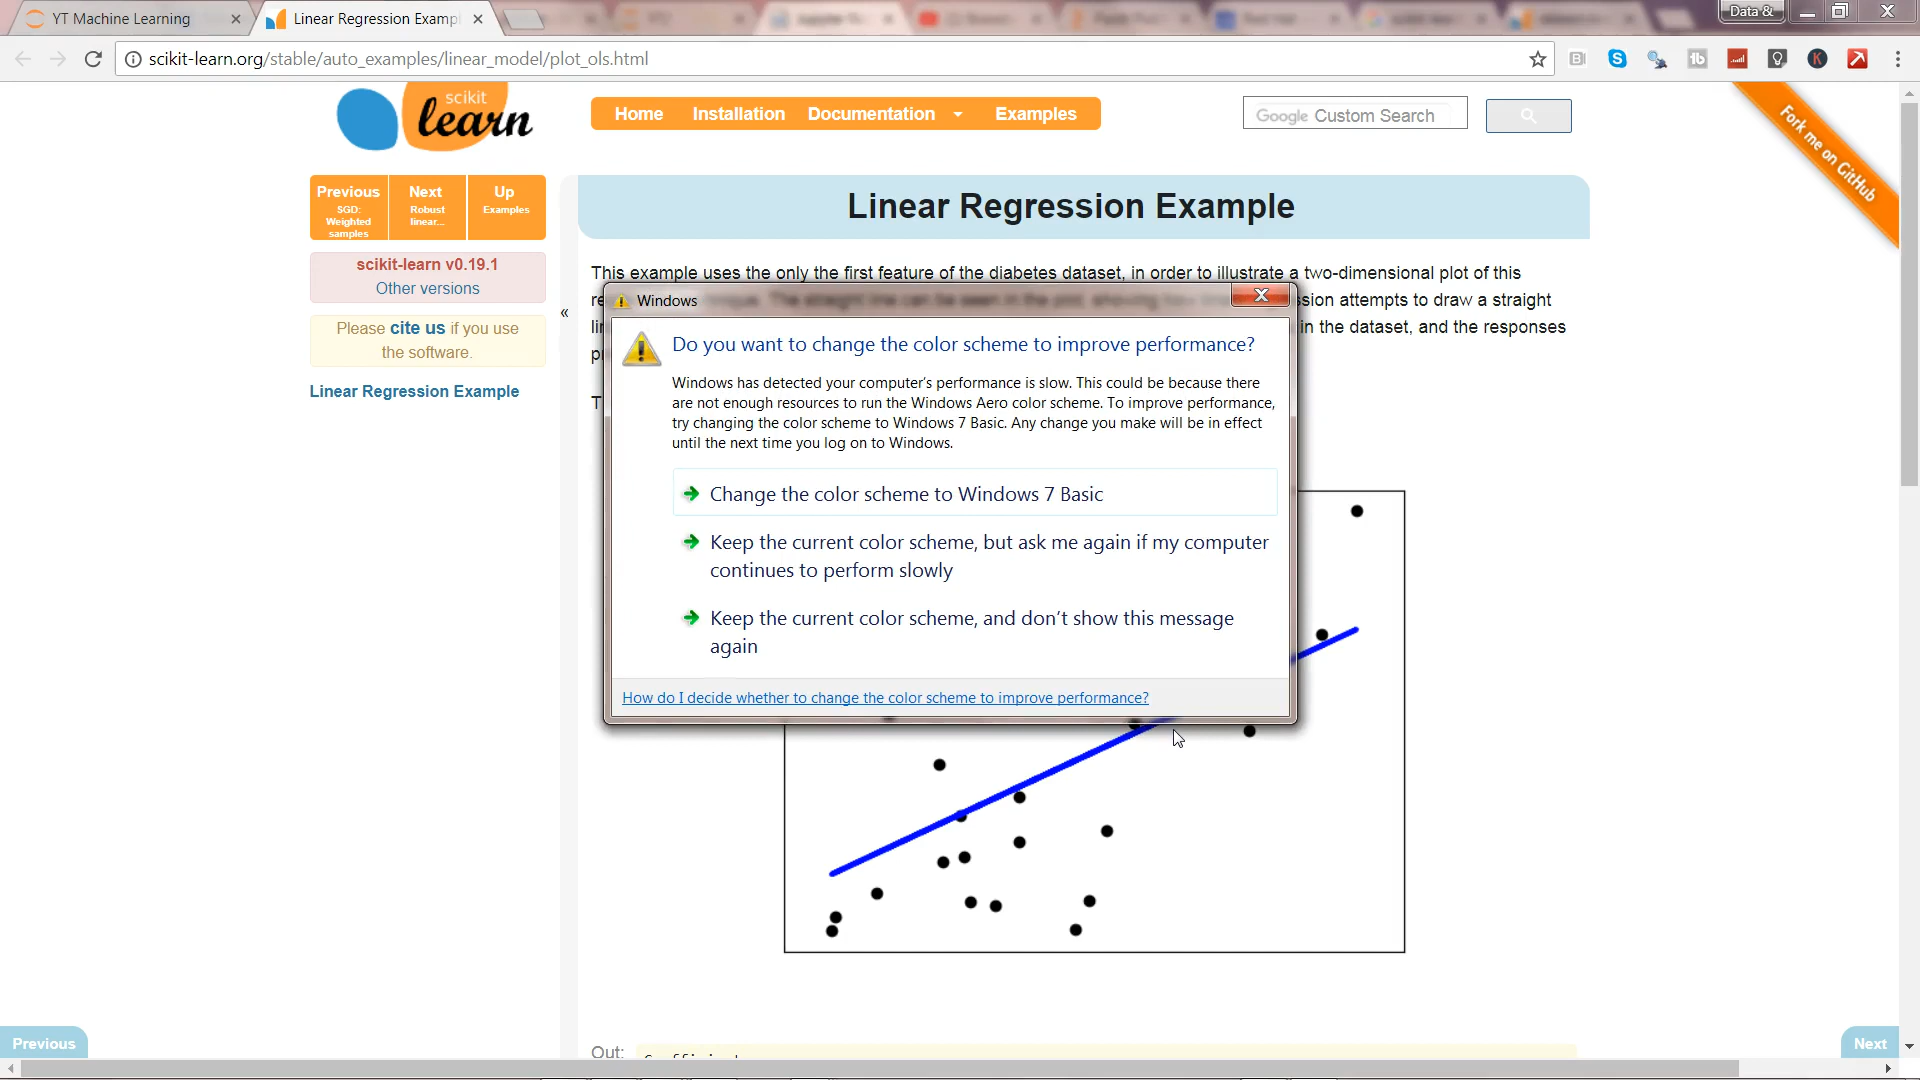 YT Machine Learning
Linear Regression Exampl
Data &
scikit-learn.org/stable/auto_examples/linear_model/plot_ols.html
scikit
learn
Home Installation Documentation Examples
Google Custom Search
Fork me on GitHub
Previous
SGD:
Weighted
samples
Next
Robust
linear...
Up
Examples
scikit-learn v0.19.1
Other versions
Please cite us if you use
the software.
Linear Regression Example
«
Linear Regression Example
This example uses the only the first feature of the diabetes dataset, in order to illustrate a two-dimensional plot of this
ssion attempts to draw a straight
in the dataset, and the responses
Windows
Do you want to change the color scheme to improve performance?
Windows has detected your computer's performance is slow. This could be because there
are not enough resources to run the Windows Aero color scheme. To improve performance,
try changing the color scheme to Windows 7 Basic. Any change you make will be in effect
until the next time you log on to Windows.
Change the color scheme to Windows 7 Basic
Keep the current color scheme, but ask me again if my computer
continues to perform slowly
Keep the current color scheme, and don't show this message
again
How do I decide whether to change the color scheme to improve performance?
Out:
Previous
Next